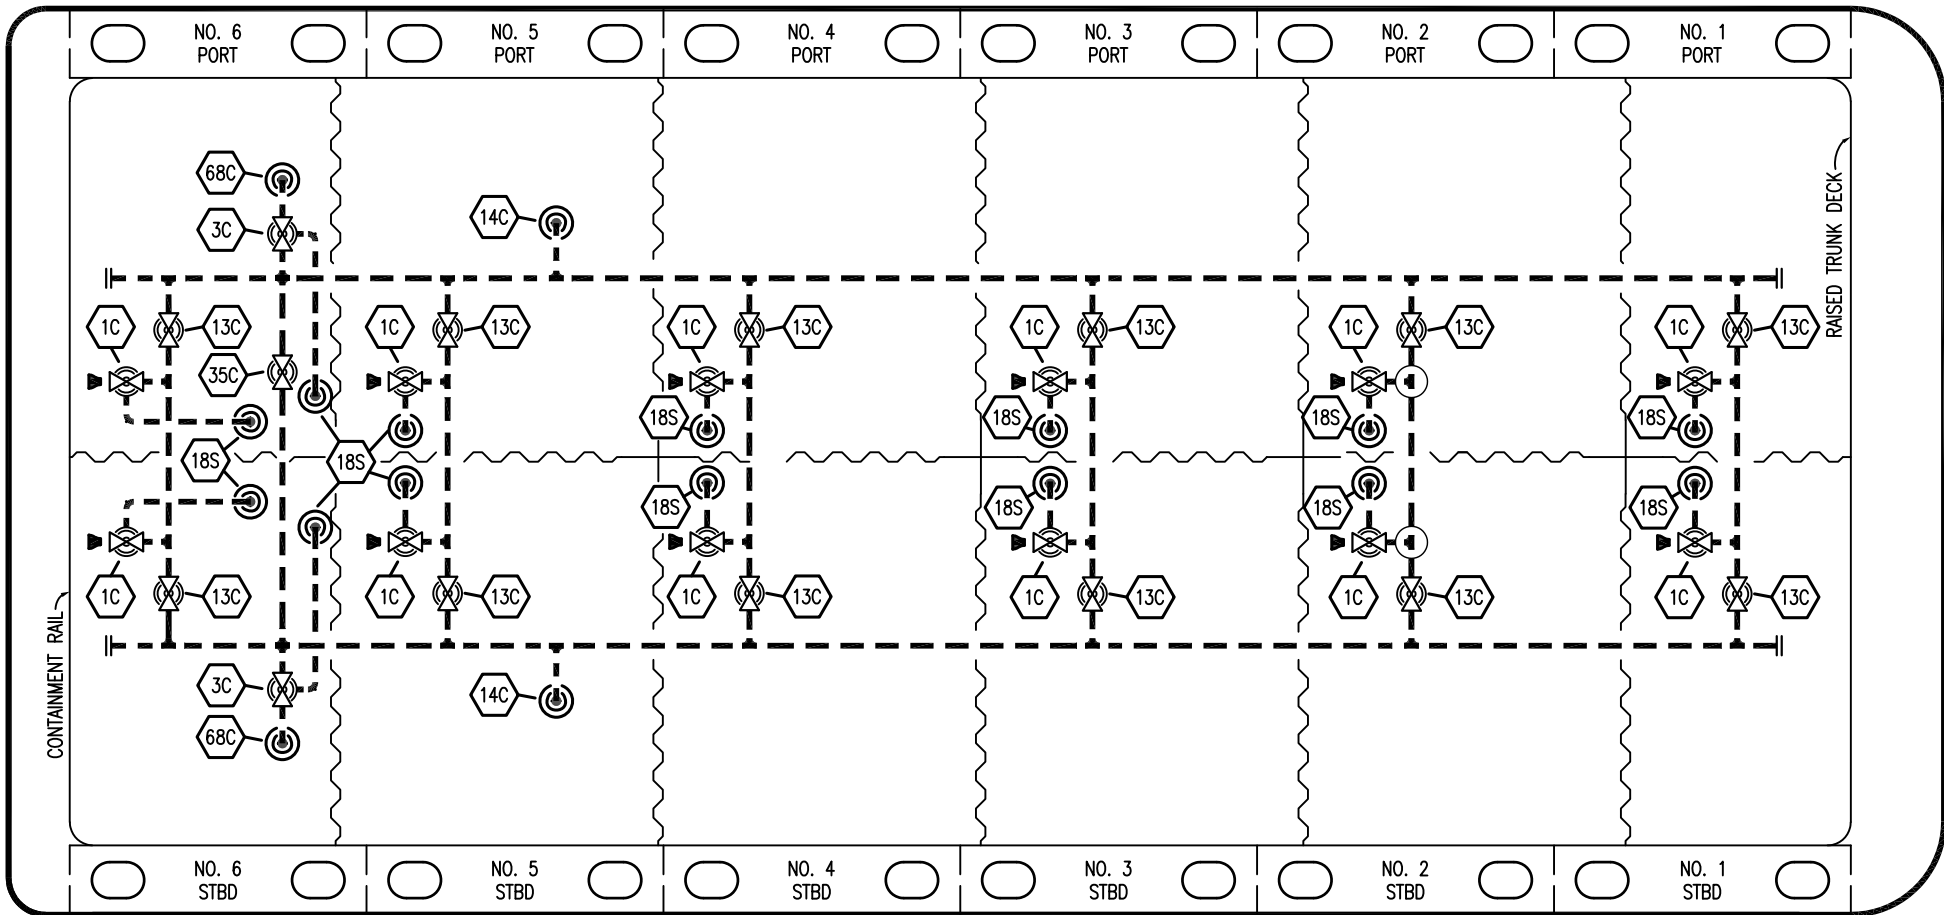 NO. 6
PORT
NO. 5
PORT
NO. 4
PORT
NO. 3
PORT
NO. 2
PORT
NO. 1
PORT
68C
3C
14C
RAISED TRUNK DECK
1C
13C
35C
1C
13C
1C
13C
1C
13C
1C
13C
1C
13C
18S
18S
18S
18S
18S
18S
18S
18S
18S
18S
1C
13C
1C
13C
1C
13C
1C
13C
1C
13C
1C
13C
CONTAINMENT RAIL
3C
14C
68C
NO. 6
STBD
NO. 5
STBD
NO. 4
STBD
NO. 3
STBD
NO. 2
STBD
NO. 1
STBD